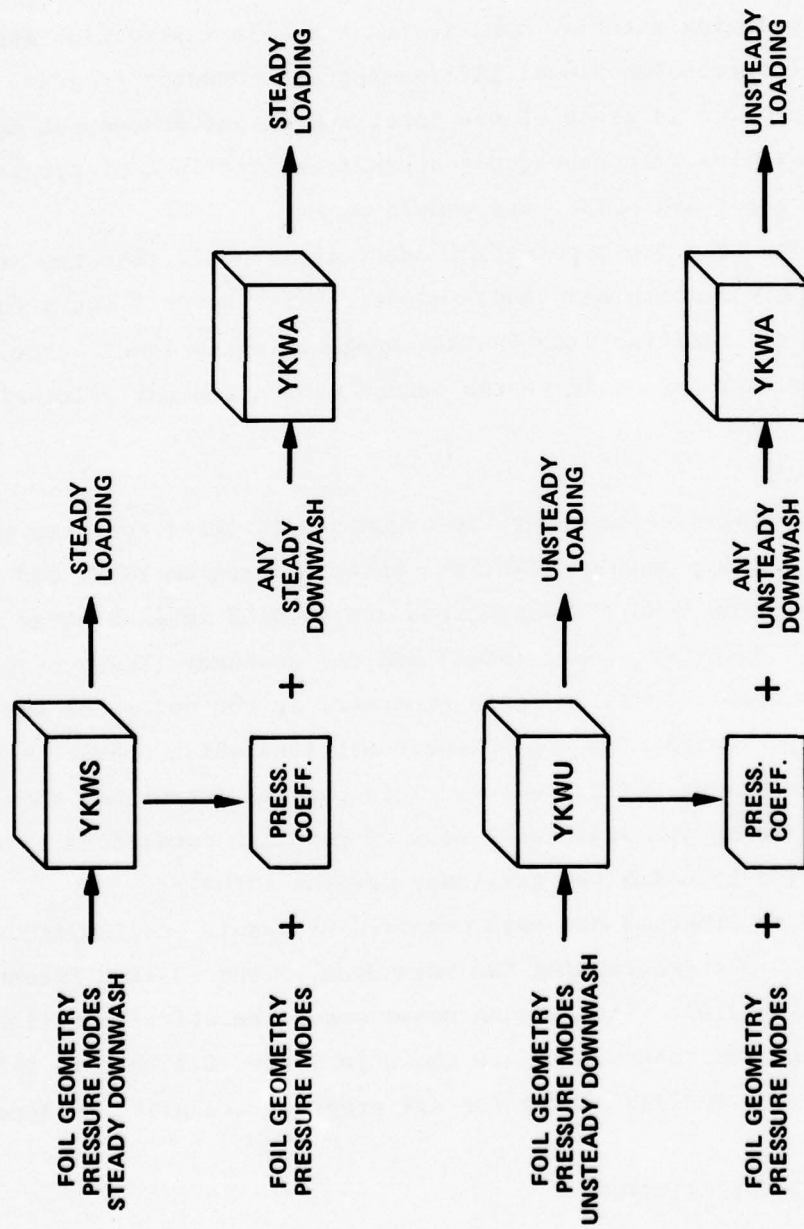 FOIL GEOMETRY
PRESSURE MODES
STEADY DOWNWASH
YKWS
STEADY
LOADING
FOIL GEOMETRY
PRESSURE MODES
+
PRESS.
COEFF.
+
ANY
STEADY
DOWNWASH
YKWA
STEADY
LOADING
FOIL GEOMETRY
PRESSURE MODES
UNSTEADY DOWNWASH
YKWU
UNSTEADY
LOADING
FOIL GEOMETRY
PRESSURE MODES
+
PRESS.
COEFF.
+
ANY
UNSTEADY
DOWNWASH
YKWA
UNSTEADY
LOADING